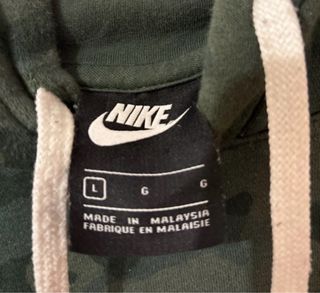 NIKE
L G G
MADE IN MALAYSIA
FABRIQUE EN MALAISIE